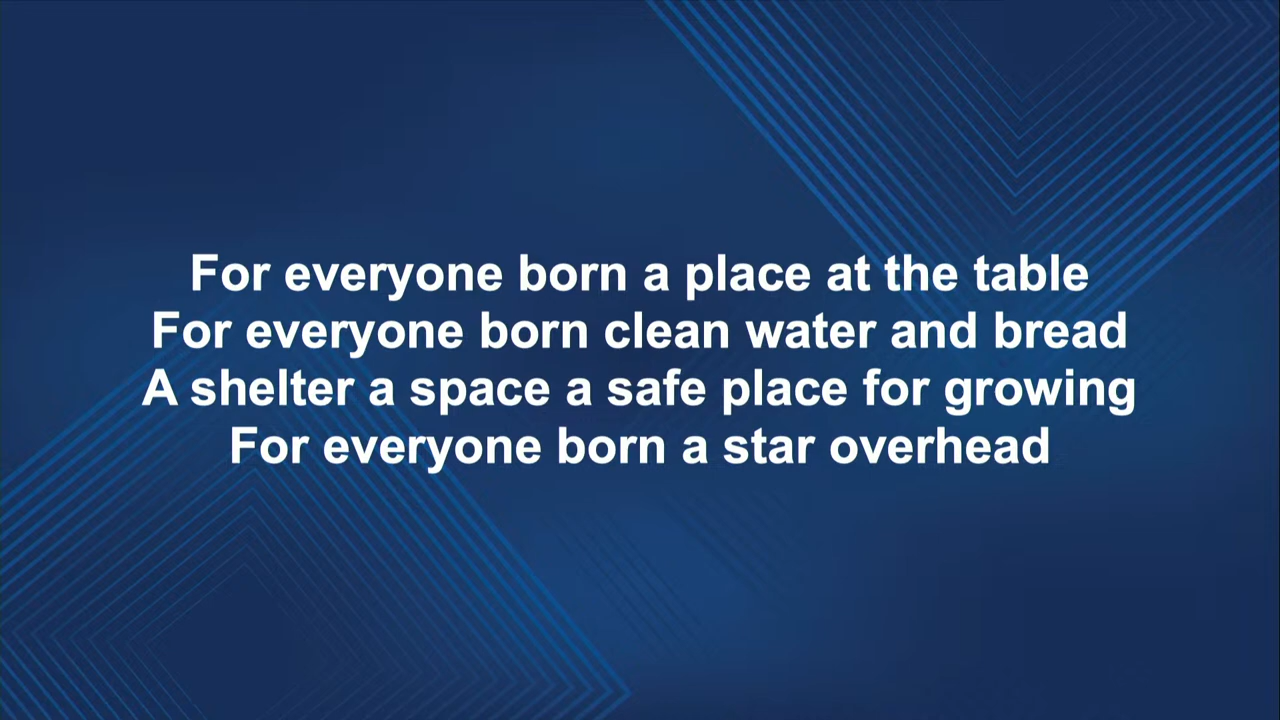 For everyone born a place at the table
For everyone born clean water and bread
A shelter a space a safe place for growing
For everyone born a star overhead